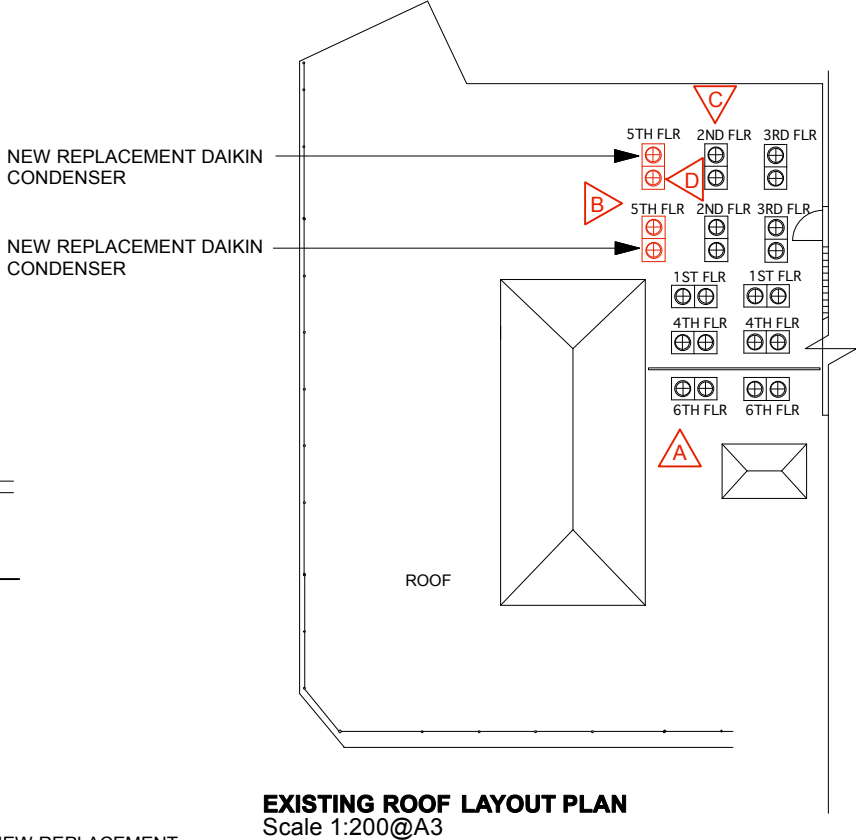 C
5TH FLR 2ND FLR 3RD FLR
NEW REPLACEMENT DAIKIN
CONDENSER
D
B
5TH FLR 2ND FLR 3RD FLR
NEW REPLACEMENT DAIKIN
CONDENSER
1ST FLR 1ST FLR
4TH FLR 4TH FLR
6TH FLR 6TH FLR
A
ROOF
EXISTING ROOF LAYOUT PLAN
Scale 1:200@A3
NEW REPLACEMENT